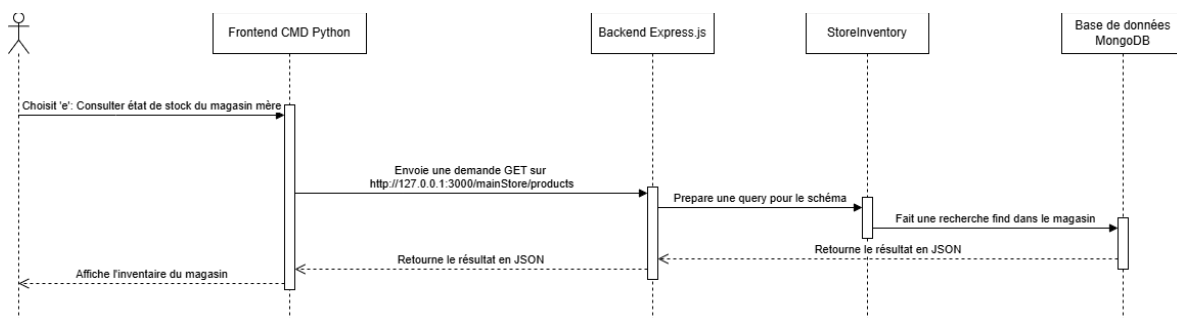 Frontend CMD Python
Backend Express.js
StoreInventory
Base de données
MongoDB
Choisit 'e': Consulter état de stock du magasin mère
Envoie une demande GET sur
http://127.0.0.1:3000/mainStore/products
Prepare une query pour le schéma
Fait une recherche find dans le magasin
Retourne le résultat en JSON
Retourne le résultat en JSON
Affiche l'inventaire du magasin